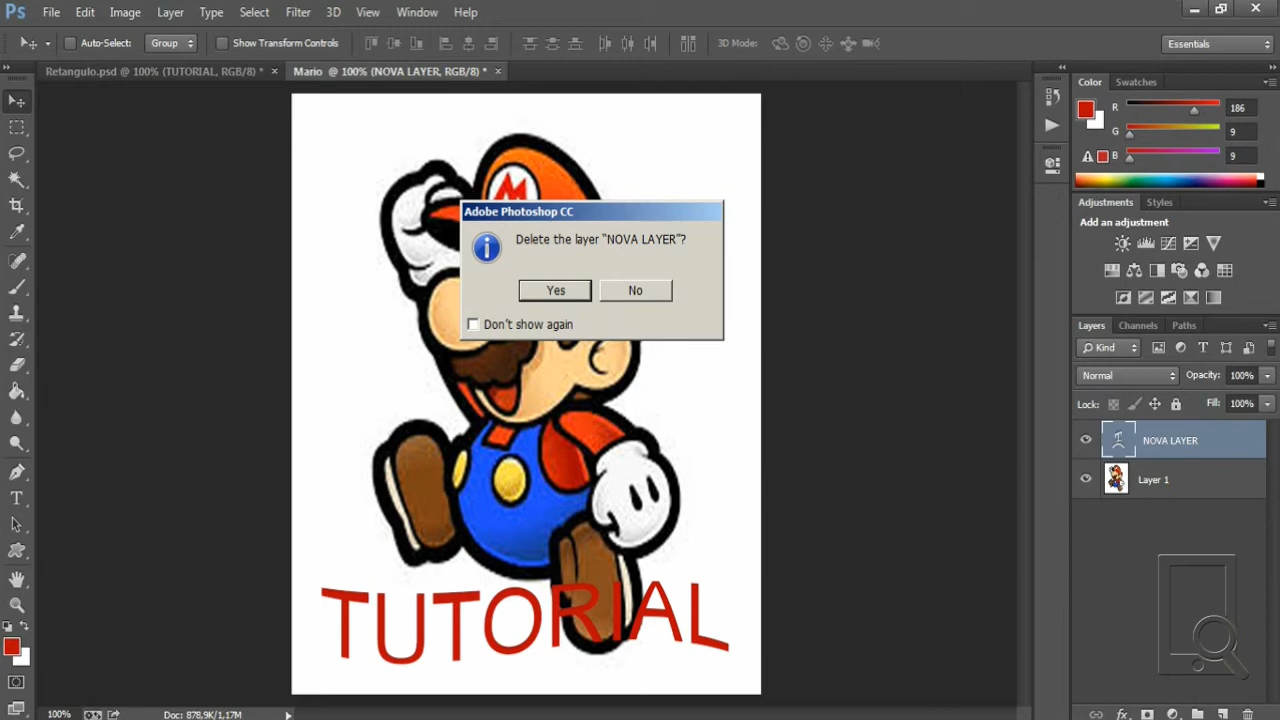 Ps File Edit Image Layer Type Select Filter 3D View Window Help
Auto-Select: Group Show Transform Controls 3D Mode: Essentials
Retangulo.psd @ 100% (TUTORIAL, RGB/8) * × Mario @ 100% (NOVA LAYER, RGB/8) * ×
Color Swatches
R 186
G 9
B 9
M
Adobe Photoshop CC
Delete the layer “NOVA LAYER”?
Yes No
Don't show again
Adjustments Styles
Add an adjustment
Layers Channels Paths
Kind
Normal Opacity: 100%
Lock: Fill: 100%
NOVA LAYER
Layer 1
TUTORIAL
100% Doc: 878,9K/1,17M